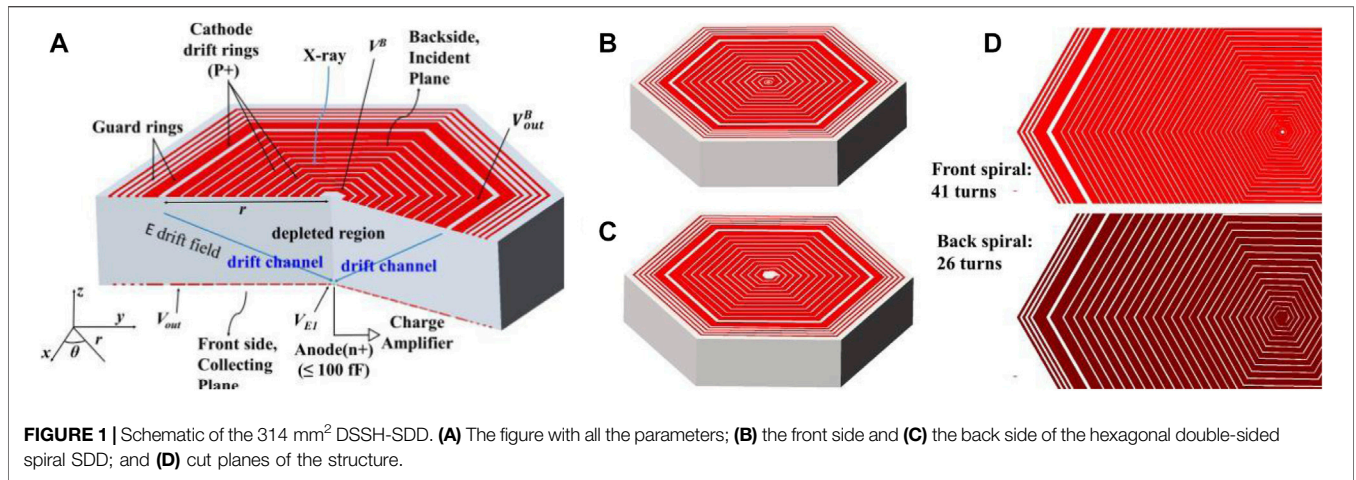 A
Cathode
drift rings
(P+)
X-ray
V^B
Backside,
Incident
Plane
Guard rings
V_out^B
r
E drift field
depleted region
drift channel
drift channel
z
y
r
x
θ
V_out
V_E1
Front side,
Collecting
Plane
Anode(n+)
(≤ 100 fF)
Charge
Amplifier
B
C
D
Front spiral:
41 turns
Back spiral:
26 turns
FIGURE 1 | Schematic of the 314 mm² DSSH-SDD. (A) The figure with all the parameters; (B) the front side and (C) the back side of the hexagonal double-sided
spiral SDD; and (D) cut planes of the structure.